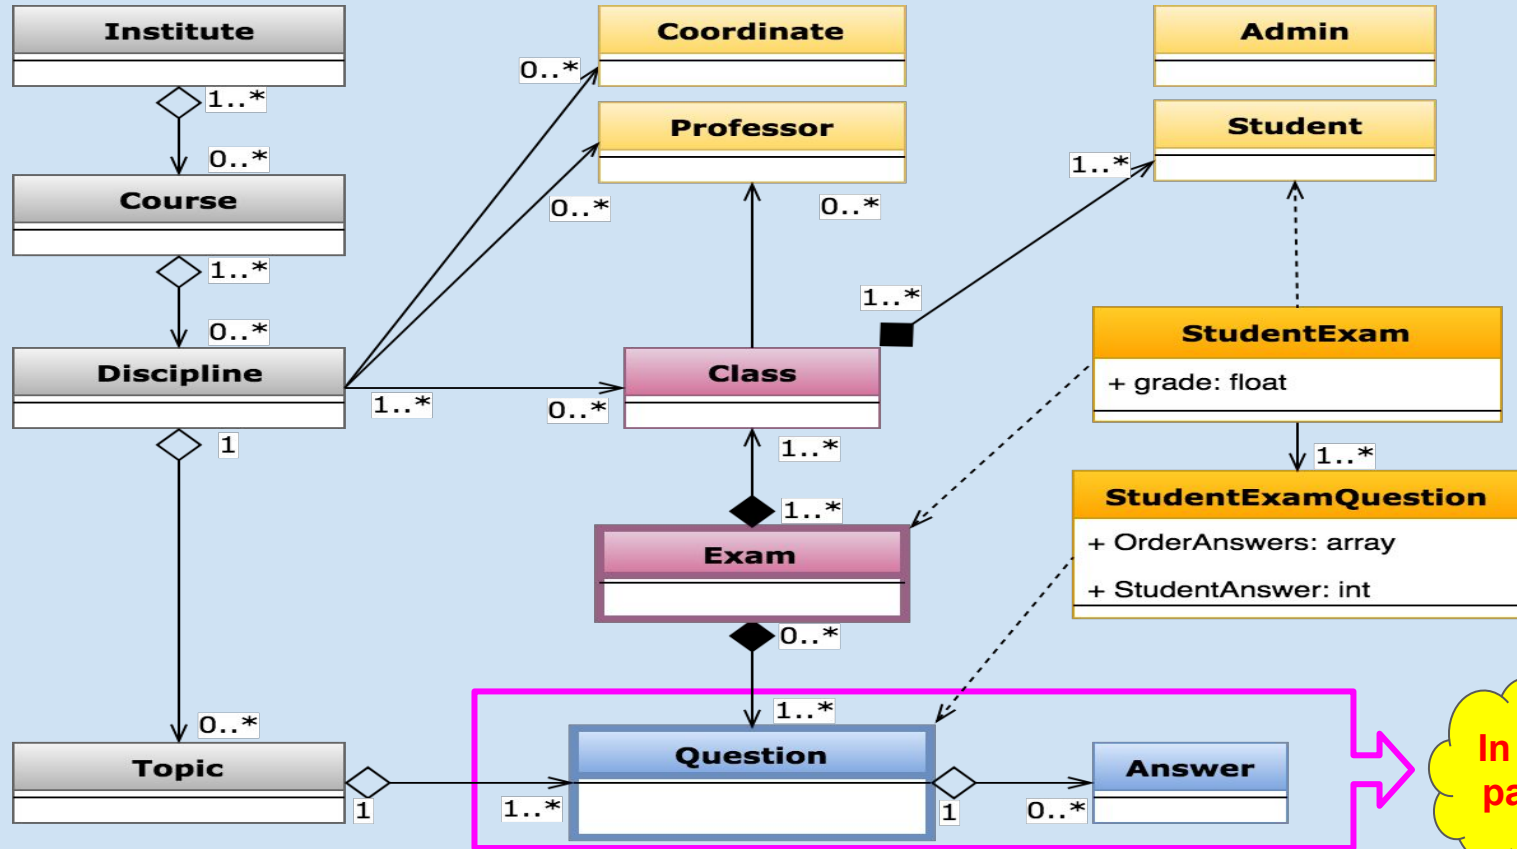 Institute
Coordinate
Admin
0..*
1..*
Professor
Student
0..*
1..*
Course
0..*
0..*
1..*
1..*
0..*
StudentExam
Discipline
Class
+ grade: float
1..*
0..*
1
1..*
1..*
StudentExamQuestion
1..*
Exam
+ OrderAnswers: array
+ StudentAnswer: int
0..*
0..*
1..*
Topic
Question
Answer
In
1
1..*
1
0..*